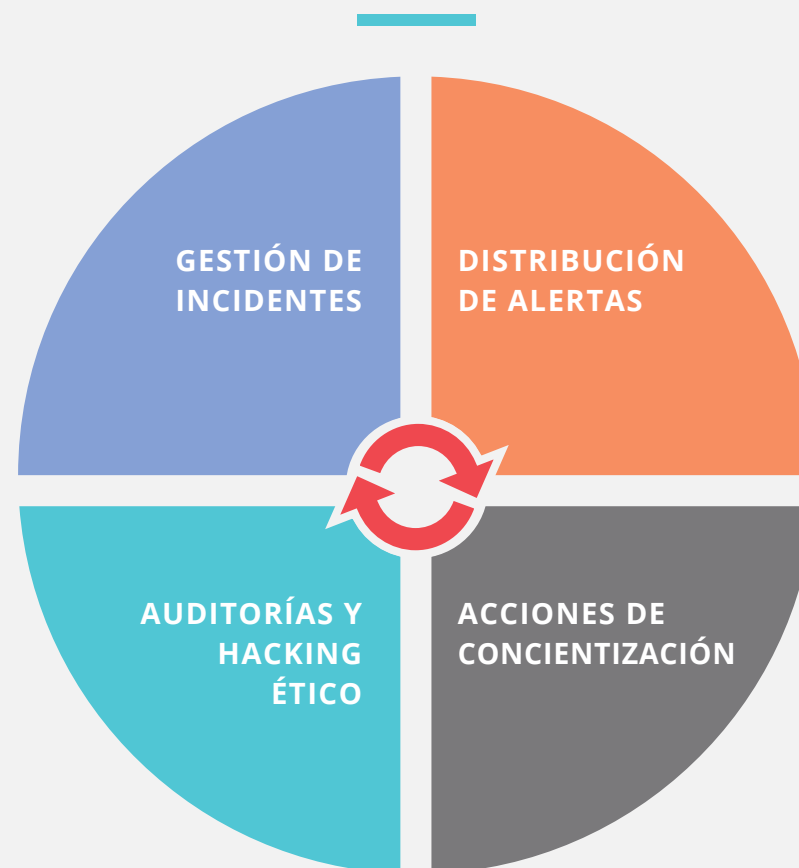 GESTIÓN DE
INCIDENTES
DISTRIBUCIÓN
DE ALERTAS
AUDITORÍAS Y
HACKING
ÉTICO
ACCIONES DE
CONCIENTIZACIÓN